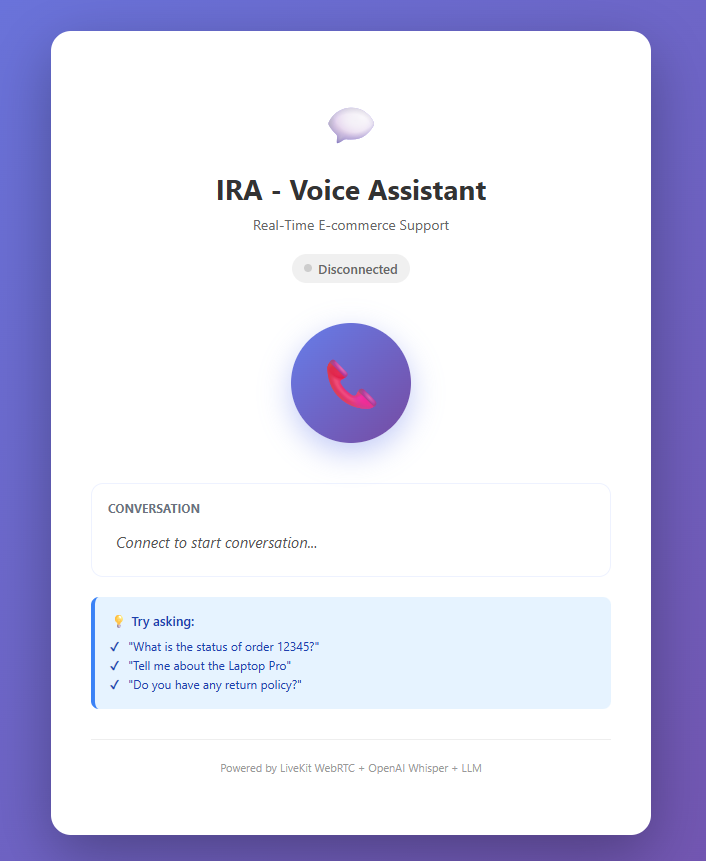 IRA - Voice Assistant
Real-Time E-commerce Support
Disconnected
CONVERSATION
Connect to start conversation...
💡 Try asking:
✓ "What is the status of order 12345?"
✓ "Tell me about the Laptop Pro"
✓ "Do you have any return policy?"
Powered by LiveKit WebRTC + OpenAI Whisper + LLM